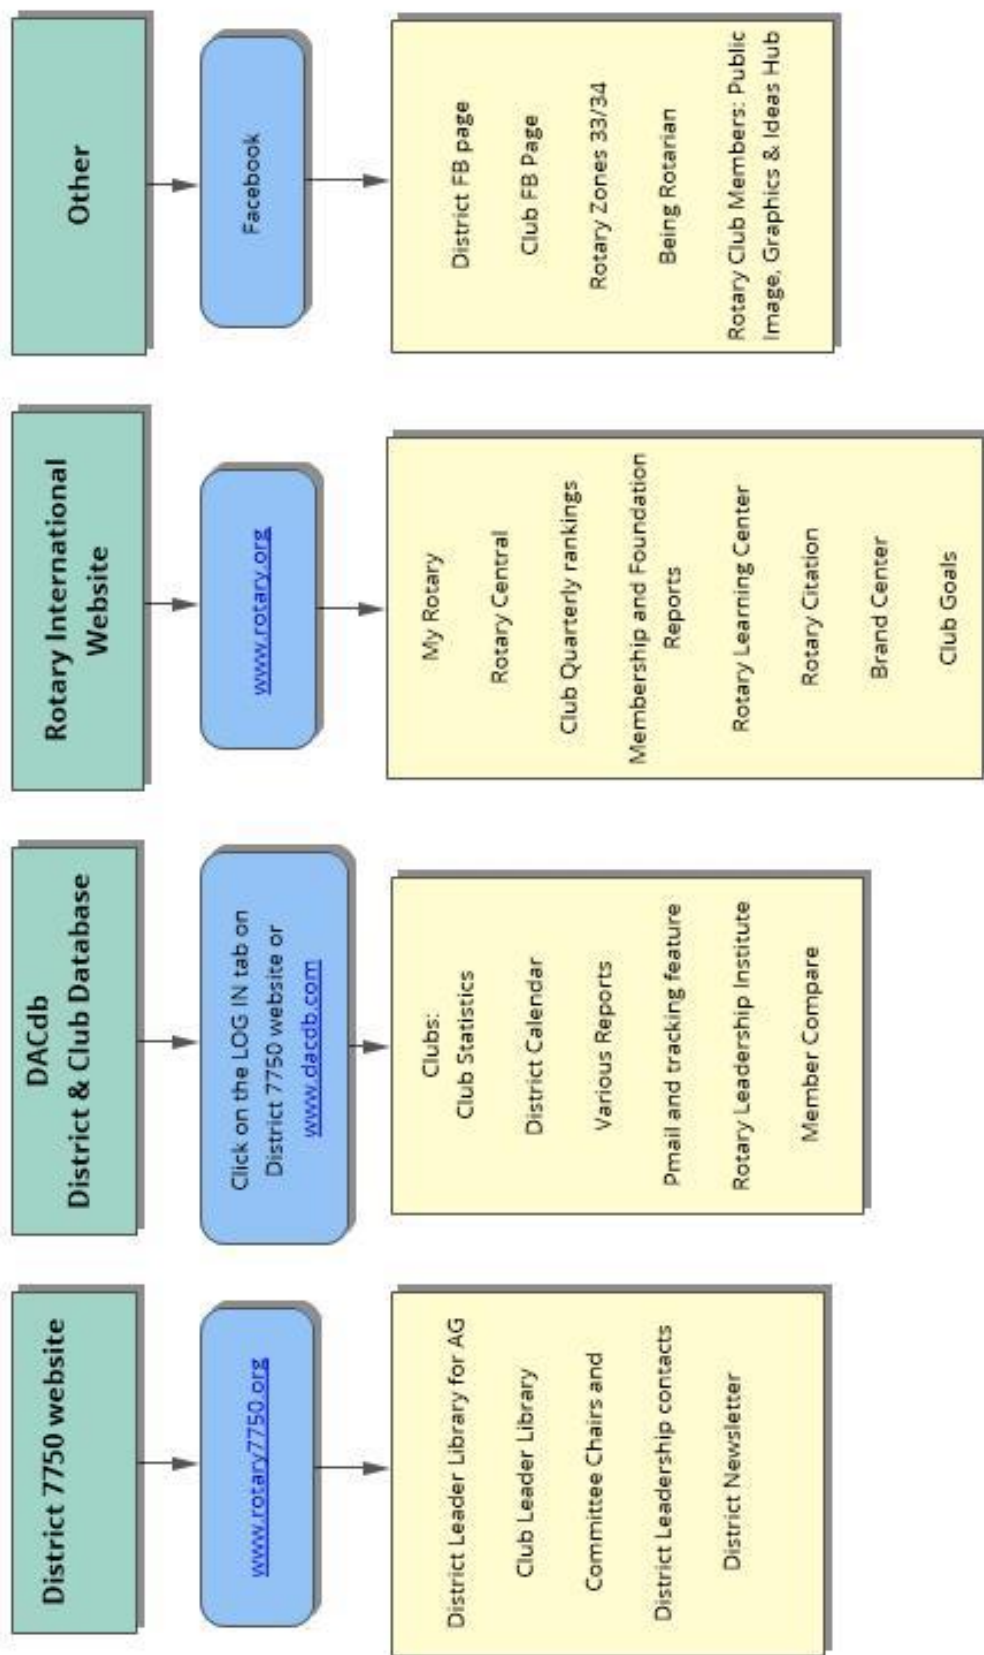 District 7750 website
www.rotary7750.org
District Leader Library for AG
Club Leader Library
Committee Chairs and
District Leadership contacts
District Newsletter
DACdb
District & Club Database
Click on the LOG IN tab on
District 7750 website or
www.dacdb.com
Clubs:
Club Statistics
District Calendar
Various Reports
Pmail and tracking feature
Rotary Leadership Institute
Member Compare
Rotary International
Website
www.rotary.org
My Rotary
Rotary Central
Club Quarterly rankings
Membership and Foundation
Reports
Rotary Learning Center
Rotary Citation
Brand Center
Club Goals
Other
Facebook
District FB page
Club FB Page
Rotary Zones 33/34
Being Rotarian
Rotary Club Members: Public
Image, Graphics & Ideas Hub